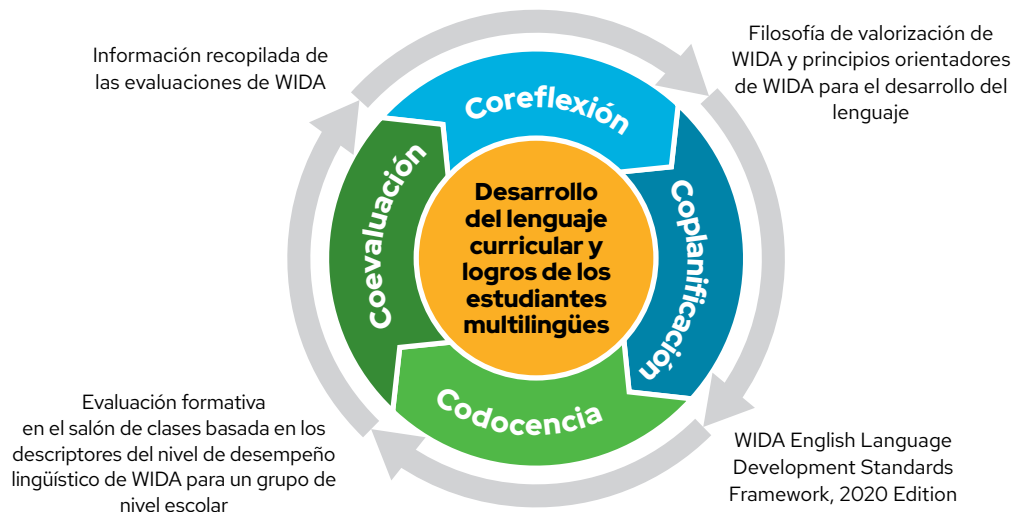 Información recopilada de
las evaluaciones de WIDA
Filosofía de valorización de
WIDA y principios orientadores
de WIDA para el desarrollo del
lenguaje
Coreflexión
Coevaluación
Desarrollo
del lenguaje
curricular y
logros de los
estudiantes
multilingües
Coplanificación
Codocencia
Evaluación formativa
en el salón de clases basada en los
descriptores del nivel de desempeño
lingüístico de WIDA para un grupo de
nivel escolar
WIDA English Language
Development Standards
Framework, 2020 Edition